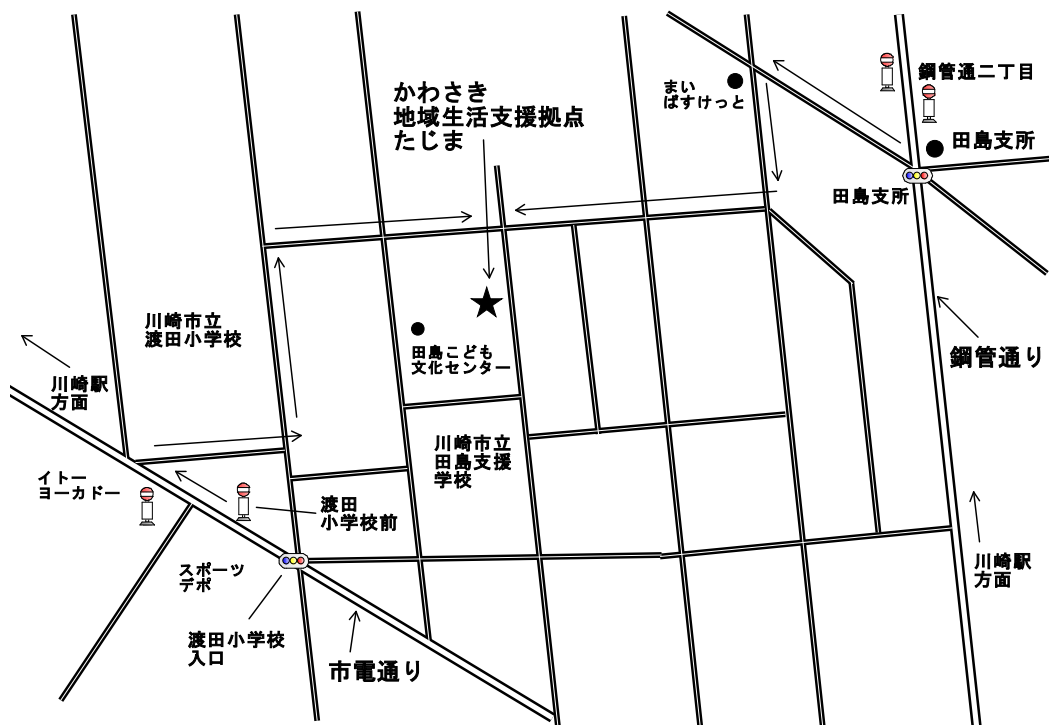 鋼管通二丁目
まい
ばすけっと
かわさき
地域生活支援拠点
たじま
田島支所
田島支所
川崎市立
渡田小学校
田島こども
文化センター
鋼管通り
川崎駅
方面
川崎市立
田島支援
学校
イトー
ヨーカドー
渡田
小学校前
スポーツ
デポ
川崎駅
方面
渡田小学校
入口
市電通り